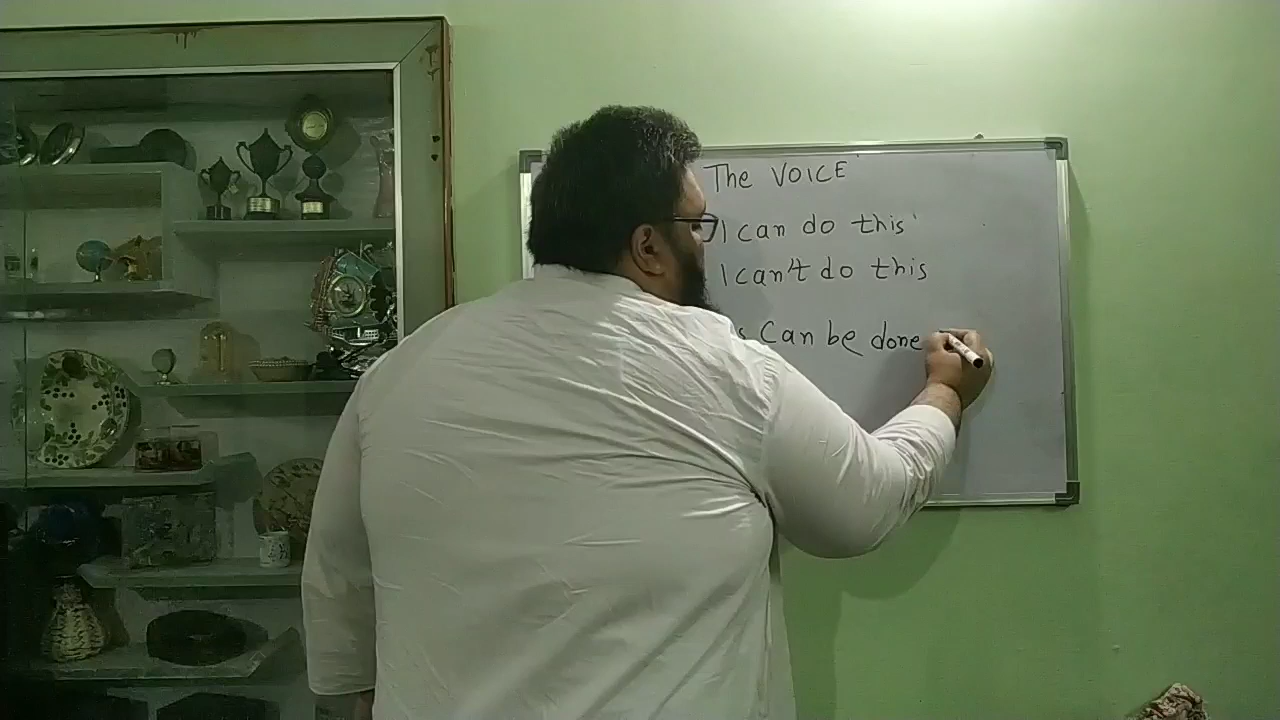 The VOICE
I can do this
I can't do this
Can be done